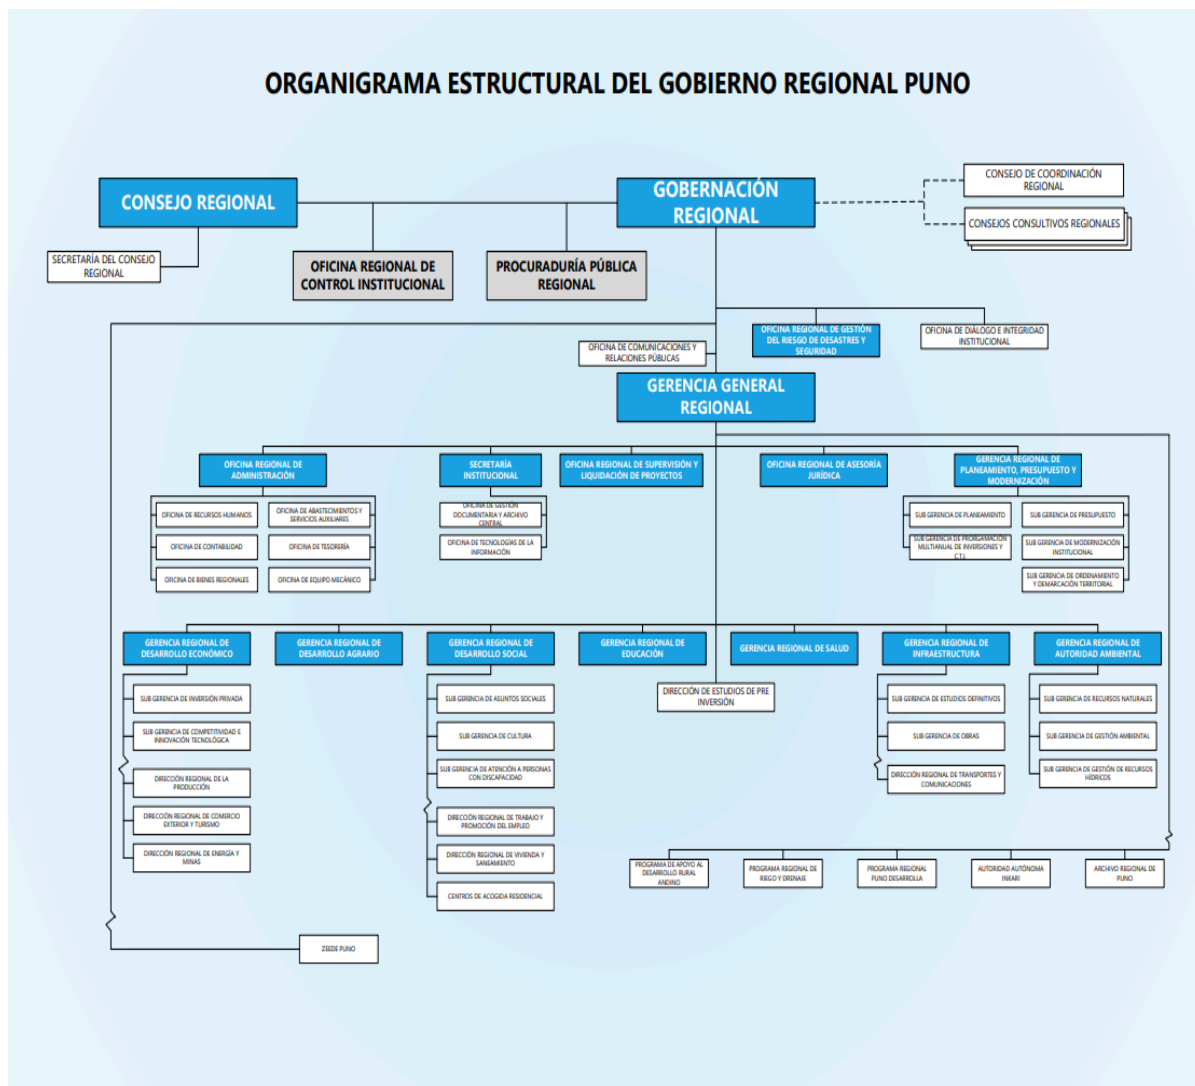 ORGANIGRAMA ESTRUCTURAL DEL GOBIERNO REGIONAL PUNO
CONSEJO REGIONAL
GOBERNACIÓN
REGIONAL
CONSEJO DE COORDINACIÓN
REGIONAL
CONSEJOS CONSULTIVOS REGIONALES
SECRETARÍA DEL CONSEJO
REGIONAL
OFICINA REGIONAL DE
CONTROL INSTITUCIONAL
PROCURADURÍA PÚBLICA
REGIONAL
OFICINA REGIONAL DE GESTIÓN
DEL RIESGO DE DESASTRES Y
SEGURIDAD
OFICINA DE DIÁLOGO E INTEGRIDAD
INSTITUCIONAL
OFICINA DE COMUNICACIONES Y
RELACIONES PÚBLICAS
GERENCIA GENERAL
REGIONAL
OFICINA REGIONAL DE
ADMINISTRACIÓN
SECRETARÍA
INSTITUCIONAL
OFICINA REGIONAL DE SUPERVISIÓN Y
LIQUIDACIÓN DE PROYECTOS
OFICINA REGIONAL DE ASESORÍA
JURÍDICA
GERENCIA REGIONAL DE
PLANEAMIENTO, PRESUPUESTO Y
MODERNIZACIÓN
OFICINA DE RECURSOS HUMANOS
OFICINA DE ABASTECIMIENTOS Y
SERVICIOS AUXILIARES
OFICINA DE CONTABILIDAD
OFICINA DE TESORERÍA
OFICINA DE BIENES REGIONALES
OFICINA DE EQUIPO MECÁNICO
OFICINA DE GESTIÓN
DOCUMENTARIA Y ARCHIVO
CENTRAL
OFICINA DE TECNOLOGÍAS DE LA
INFORMACIÓN
SUB GERENCIA DE PLANEAMIENTO
SUB GERENCIA DE PRESUPUESTO
SUB GERENCIA DE PRORGAMACIÓN
MULTIANUAL DE INVERSIONES Y
C.T.I.
SUB GERENCIA DE MODERNIZACIÓN
INSTITUCIONAL
SUB GERENCIA DE ORDENAMIENTO
Y DEMARCACIÓN TERRITORIAL
GERENCIA REGIONAL DE
DESARROLLO ECONÓMICO
GERENCIA REGIONAL DE
DESARROLLO AGRARIO
GERENCIA REGIONAL DE
DESARROLLO SOCIAL
GERENCIA REGIONAL DE
EDUCACIÓN
GERENCIA REGIONAL DE SALUD
GERENCIA REGIONAL DE
INFRAESTRUCTURA
GERENCIA REGIONAL DE
AUTORIDAD AMBIENTAL
SUB GERENCIA DE INVERSIÓN PRIVADA
SUB GERENCIA DE COMPETITIVIDAD E
INNOVACIÓN TECNOLÓGICA
DIRECCIÓN REGIONAL DE LA
PRODUCCIÓN
DIRECCIÓN REGIONAL DE COMERCIO
EXTERIOR Y TURISMO
DIRECCIÓN REGIONAL DE ENERGÍA Y
MINAS
SUB GERENCIA DE ASUNTOS SOCIALES
SUB GERENCIA DE CULTURA
SUB GERENCIA DE ATENCIÓN A PERSONAS
CON DISCAPACIDAD
DIRECCIÓN REGIONAL DE TRABAJO Y
PROMOCIÓN DEL EMPLEO
DIRECCIÓN REGIONAL DE VIVIENDA Y
SANEAMIENTO
CENTROS DE ACOGIDA RESIDENCIAL
DIRECCIÓN DE ESTUDIOS DE PRE
INVERSIÓN
SUB GERENCIA DE ESTUDIOS DEFINITIVOS
SUB GERENCIA DE OBRAS
DIRECCIÓN REGIONAL DE TRANSPORTES Y
COMUNICACIONES
SUB GERENCIA DE RECURSOS NATURALES
SUB GERENCIA DE GESTIÓN AMBIENTAL
SUB GERENCIA DE GESTIÓN DE RECURSOS
HÍDRICOS
PROGRAMA DE APOYO AL
DESARROLLO RURAL
ANDINO
PROGRAMA REGIONAL DE
RIEGO Y DRENAJE
PROGRAMA REGIONAL
PUNO DESARROLLA
AUTORIDAD AUTÓNOMA
INKARI
ARCHIVO REGIONAL DE
PUNO
ZEEDE PUNO